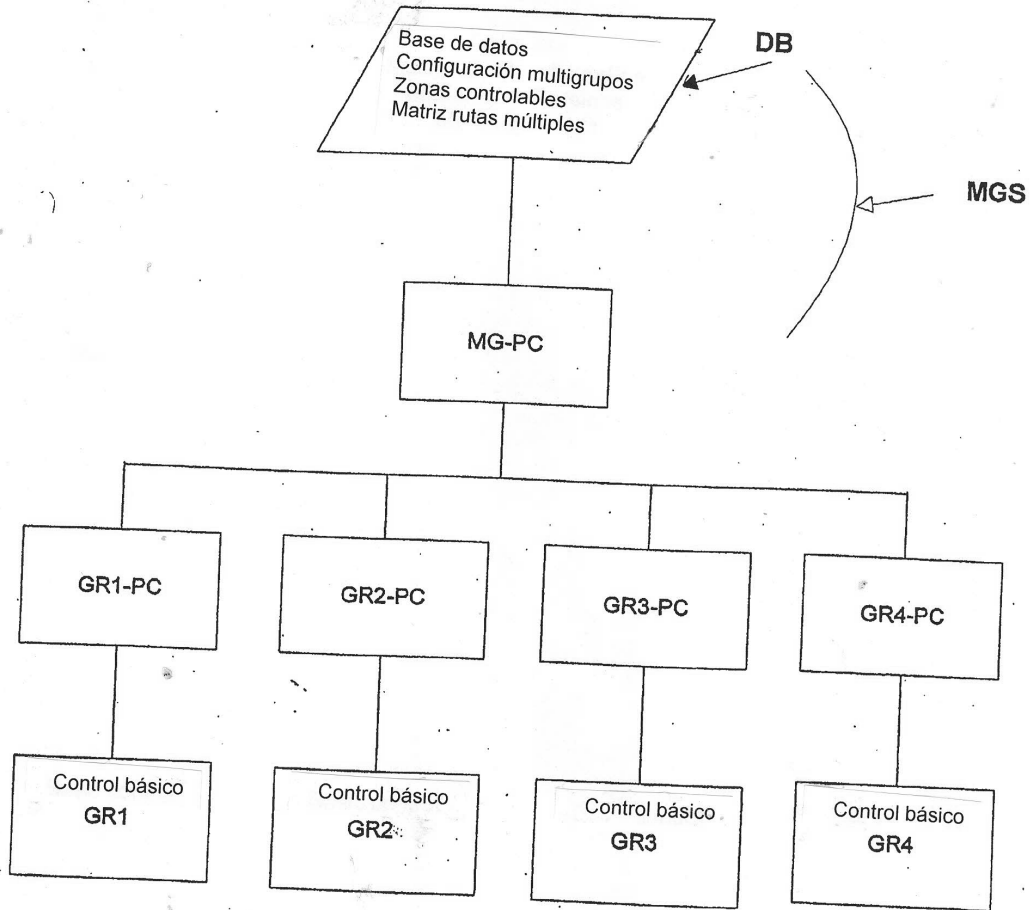 Base de datos
Configuración multigrupos
Zonas controlables
Matriz rutas múltiples
DB
MGS
MG-PC
GR1-PC
GR2-PC
GR3-PC
GR4-PC
Control básico
GR1
Control básico
GR2
Control básico
GR3
Control básico
GR4